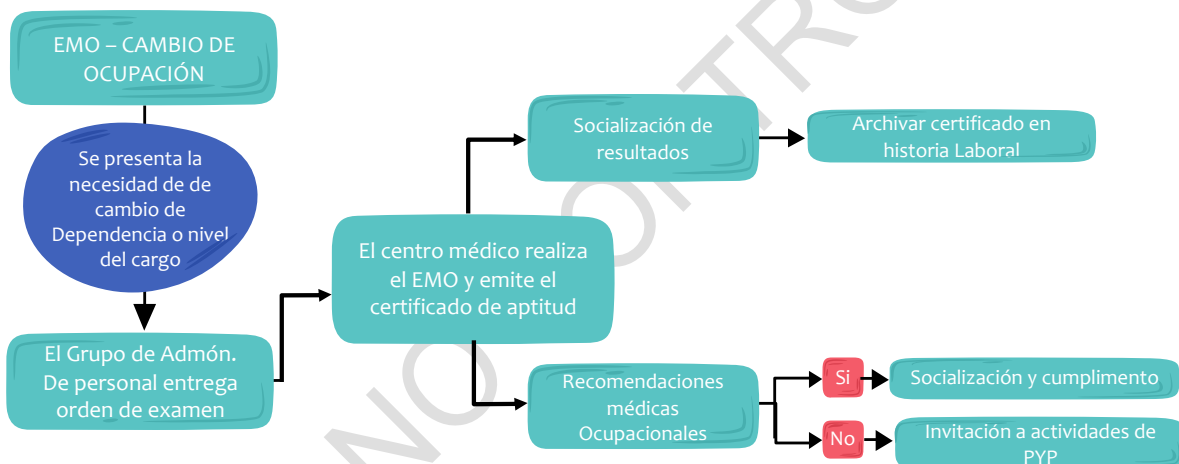 EMO – CAMBIO DE
OCUPACIÓN
Se presenta la
necesidad de de
cambio de
Dependencia o nivel
del cargo
El Grupo de Admón.
De personal entrega
orden de examen
El centro médico realiza
el EMO y emite el
certificado de aptitud
Socialización de
resultados
Archivar certificado en
historia Laboral
Recomendaciones
médicas
Ocupacionales
Si
Socialización y cumplimento
No
Invitación a actividades de
PYP